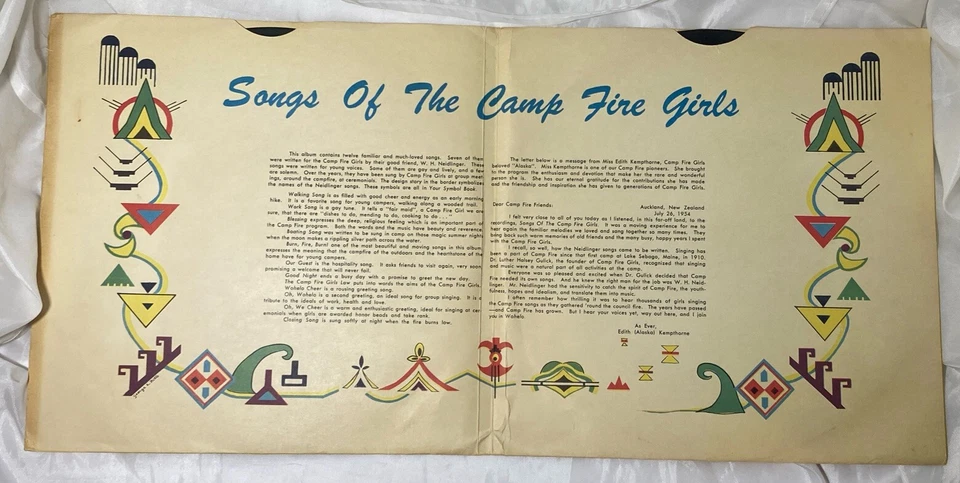 Songs Of The Camp Fire Girls
This album contains twelve familiar and much-loved songs. Seven of them
were written for the Camp Fire Girls by their good friend, W. H. Neidlinger. These
songs were written for young voices. Some of them are gay and lively, and a few
are solemn. Over the years, they have been sung by Camp Fire Girls at group meet-
ings, around the campfire, at ceremonials. The design story in the border symbolizes
the names of the Neidlinger songs. These symbols are all in Your Symbol Book.
Walking Song is as filled with good cheer and energy as an early morning
hike. It is a favorite song for campers, walking along a wooded trail.
Work Song is a gay tune. It tells a "fair maid", a Camp Fire Girl we are
sure, that there are "dishes to do, mending to do, cooking to do . . ."
Blessing expresses the deep, religious feeling which is an important part of
the Camp Fire program. Both the words and the music have beauty and reverence.
Boating Song was written to be sung in camp on those magic summer nights
when the moon makes a rippling silver path across the water.
Burn, Fire, Burn! one of the most beautiful and moving songs in this album,
expresses the meaning that the campfire of the outdoors and the hearthstone of the
home have for young campers.
Our Guest is the hospitality song. It asks friends to visit again, very soon,
promising a welcome that will never fail.
Good Night ends a busy day with a promise to greet the new day.
The Camp Fire Girls Law puts into words the aims of the Camp Fire Girls.
Wohelo Cheer is a rousing greeting song.
Oh, Wohelo is a second greeting, an ideal song for group singing. It is a
tribute to the ideals of work, health and love.
Oh, We Cheer is a warm and enthusiastic greeting, ideal for singing at cer-
emonials when girls are awarded honor beads and take rank.
Closing Song is sung softly at night when the fire burns low.
The letter below is a message from Miss Edith Kempthorne, Camp Fire Girls
beloved "Alaska". Miss Kempthorne is one of our Camp Fire pioneers. She brought
to the program the enthusiasm and devotion that make her the rare and wonderful
person she is. She has our eternal gratitude for the contributions she has made
and the friendship and inspiration she has given to generations of Camp Fire Girls.
Auckland, New Zealand
July 26, 1954
Dear Camp Fire Friends:
I felt very close to all of you today as I listened, in this far-off land, to the
recordings, Songs Of The Camp Fire Girls. It was a moving experience for me to
hear again the familiar melodies we loved and sang together so many times. They
bring back such warm memories of old friends and the many busy, happy years I spent
with the Camp Fire Girls.
I recall, so well, how the Neidlinger songs came to be written. Singing has
been a part of Camp Fire since that first camp at Lake Sebago, Maine, in 1910.
Dr. Luther Halsey Gulick, the founder of Camp Fire Girls, recognized that singing
and music were a natural part of all activities at the camp.
Everyone was so pleased and excited when Dr. Gulick decided that Camp
Fire needed its own songs. And he knew the right man for the job was W. H. Neid-
linger. Mr. Neidlinger had the sensitivity to catch the spirit of Camp Fire, the youth-
fulness, hopes and idealism, and translate them into music.
I often remember how thrilling it was to hear thousands of girls singing
the Camp Fire songs as they gathered 'round the council fire. The years have passed
—and Camp Fire has grown. But I hear your voices yet, way out here, and I join
you in Wohelo.
As Ever,
Edith (Alaska) Kempthorne